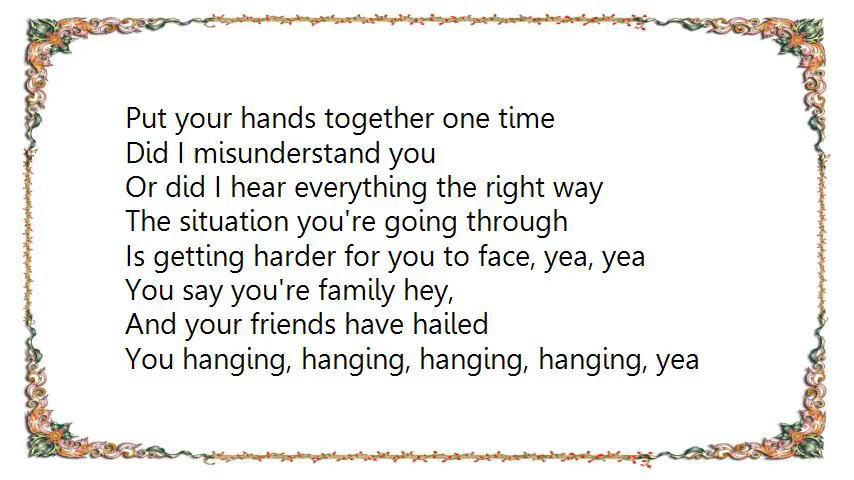 Put your hands together one time
Did I misunderstand you
Or did I hear everything the right way
The situation you're going through
Is getting harder for you to face, yea, yea
You say you're family hey,
And your friends have hailed
You hanging, hanging, hanging, hanging, yea